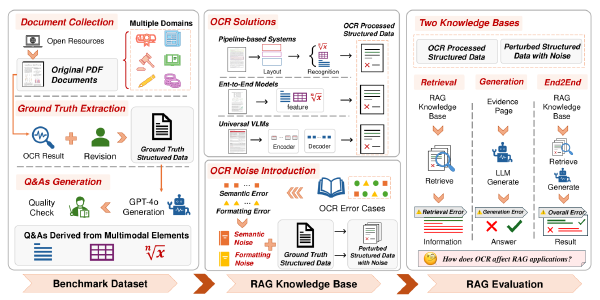 Document Collection
Open Resources
Original PDF
Documents
Multiple Domains
Ground Truth Extraction
OCR Result
Revision
Ground Truth
Structured Data
Q&As Generation
Quality
Check
GPT-4o
Generation
Q&As Derived from Multimodal Elements
Benchmark Dataset
OCR Solutions
OCR Processed
Structured Data
Pipeline-based Systems
Layout
Recognition
Ent-to-End Models
feature
Universal VLMs
Encoder
Decoder
OCR Noise Introduction
Semantic Error
Formatting Error
OCR Error Cases
Semantic
Noise
Formatting
Noise
Ground Truth
Structured Data
Perturbed
Structured Data
with Noise
RAG Knowledge Base
Two Knowledge Bases
OCR Processed
Structured Data
Perturbed Structured
Data with Noise
Retrieval
RAG
Knowledge
Base
Retrieve
Retrieval Error
Information
Generation
Evidence
Page
LLM
Generate
Generation Error
Answer
End2End
RAG
Knowledge
Base
Retrieve
Generate
Overall Error
Result
How does OCR affect RAG applications?
RAG Evaluation